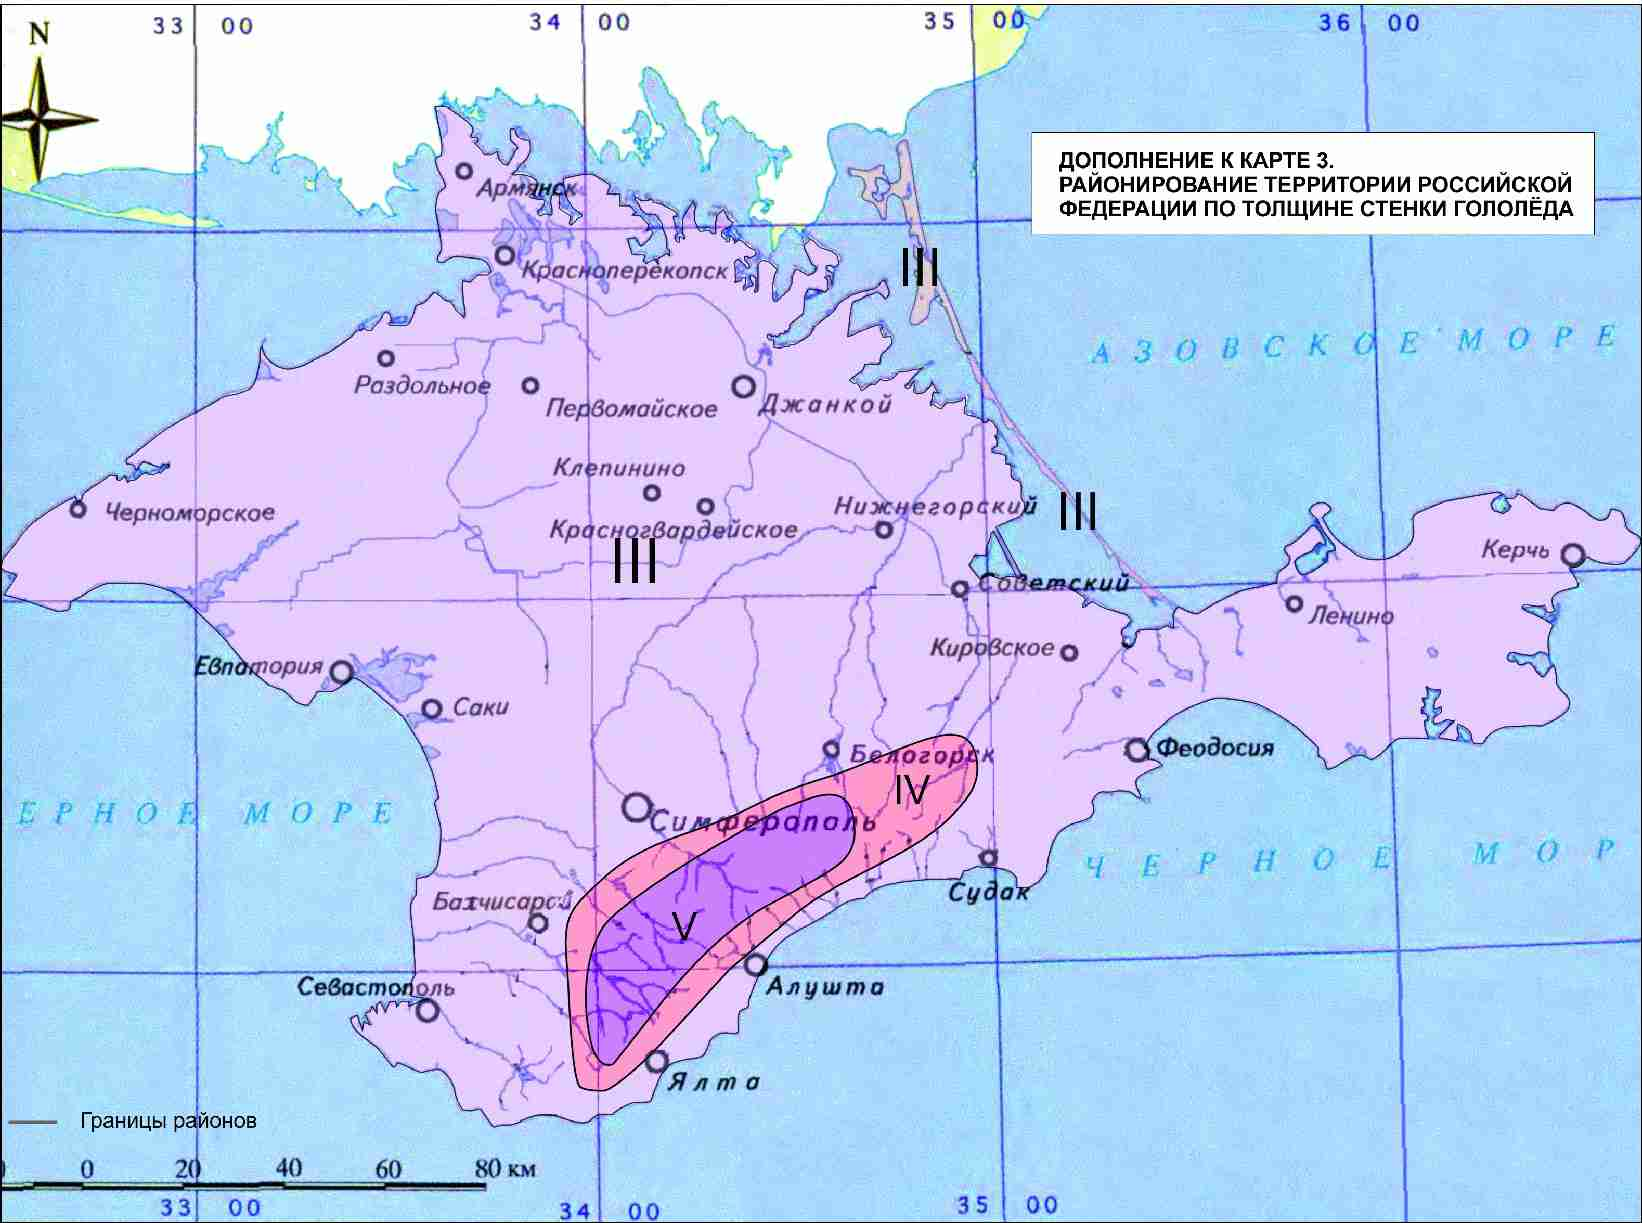 33 00 34 00 35 00 36 00
N
ДОПОЛНЕНИЕ К КАРТЕ 3.
РАЙОНИРОВАНИЕ ТЕРРИТОРИИ РОССИЙСКОЙ
ФЕДЕРАЦИИ ПО ТОЛЩИНЕ СТЕНКИ ГОЛОЛЁДА
Армянск
III
Красноперекопск
АЗОВСКОЕ МОРЕ
Раздольное
Первомайское
Джанкой
Клепинино
Черноморское
Нижнегорский
III
Красногвардейское
III
Керчь
Советский
Ленино
Кировское
Евпатория
Саки
Белогорск
Феодосия
IV
ЕРНОЕ МОРЕ
Симферополь
ЧЕРНОЕ МОР
Судак
Бахчисарай
V
Севастополь
Алушта
Ялта
Границы районов
0 20 40 60 80 км
33 00 34 00 35 00